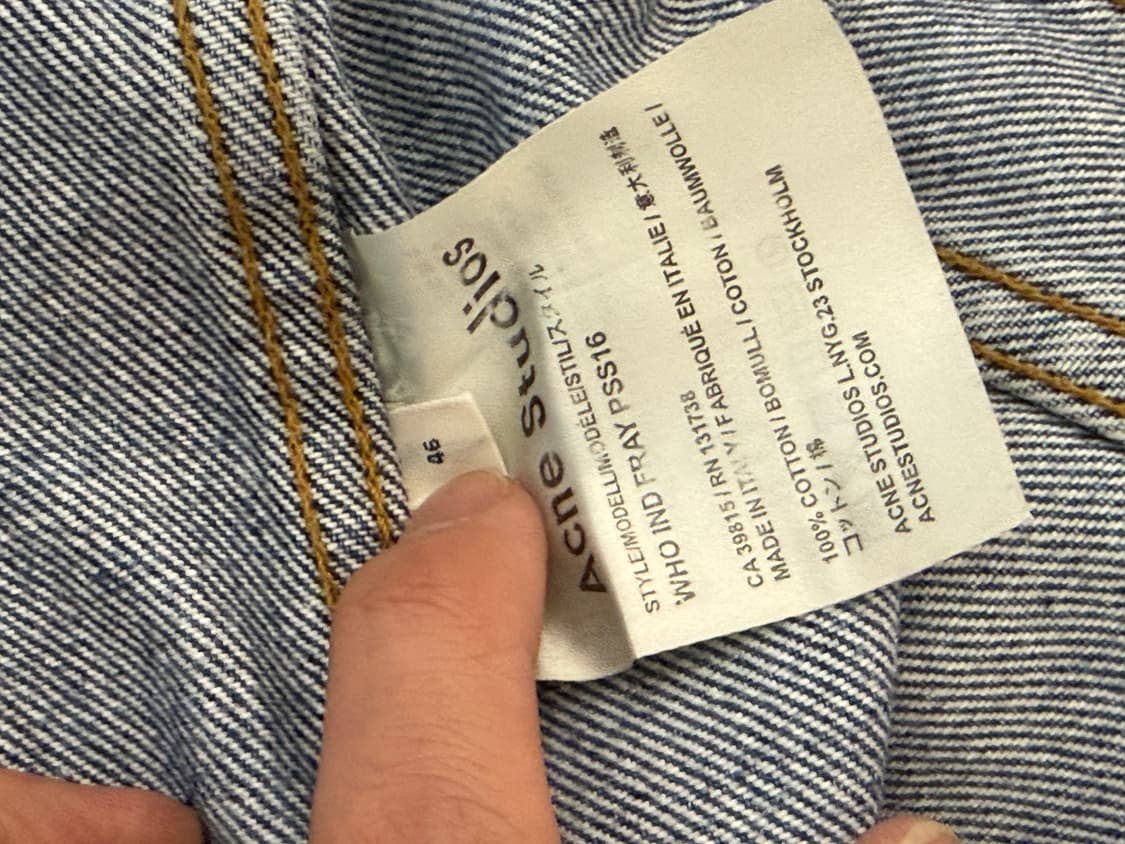 46
Acne Studios
STYLE/MODELL/MODÈLE/STIL/スタイル
WHO IND FRAY PSS16
CA 39815 / RN 131738
MADE IN ITALY / FABRIQUÉ EN ITALIE / 意大利制造
100% COTTON / BOMULL / COTON / BAUMWOLLE /
コットン / 棉
ACNE STUDIOS L.NYG.23 STOCKHOLM
ACNESTUDIOS.COM